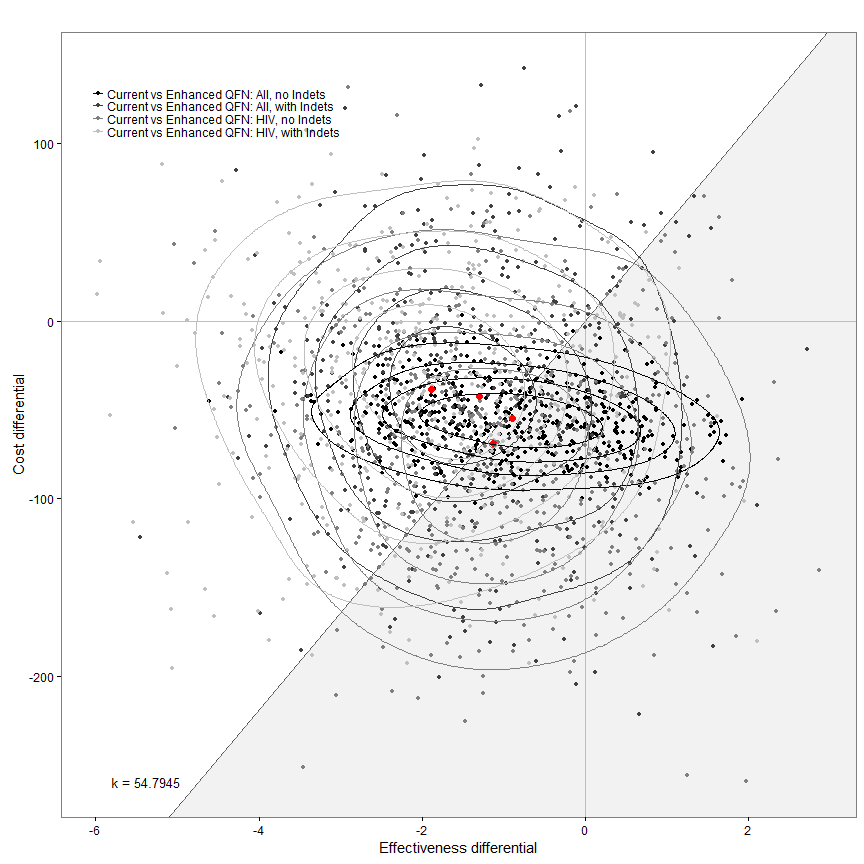 Current vs Enhanced QFN: All, no Indets
Current vs Enhanced QFN: All, with Indets
Current vs Enhanced QFN: HIV, no Indets
Current vs Enhanced QFN: HIV, with Indets
100
0
-100
-200
Cost differential
k = 54.7945
-6
-4
-2
0
2
Effectiveness differential